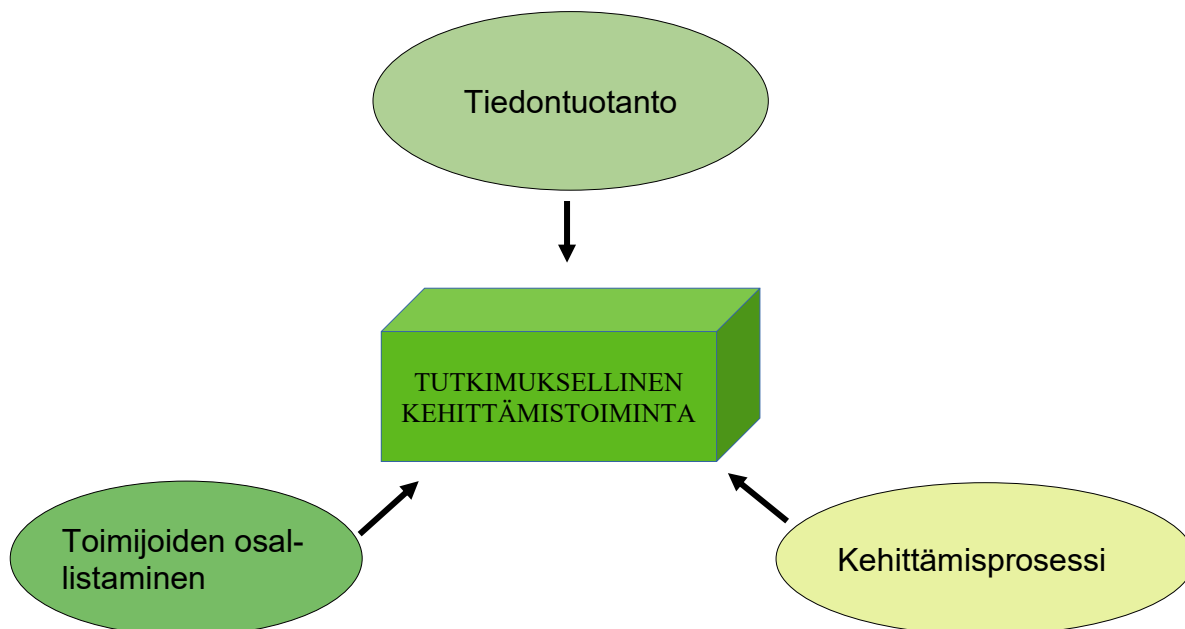 Tiedontuotanto
TUTKIMUKSELLINEN
KEHITTÄMISTOIMINTA
Toimijoiden osal-
listaminen
Kehittämisprosessi